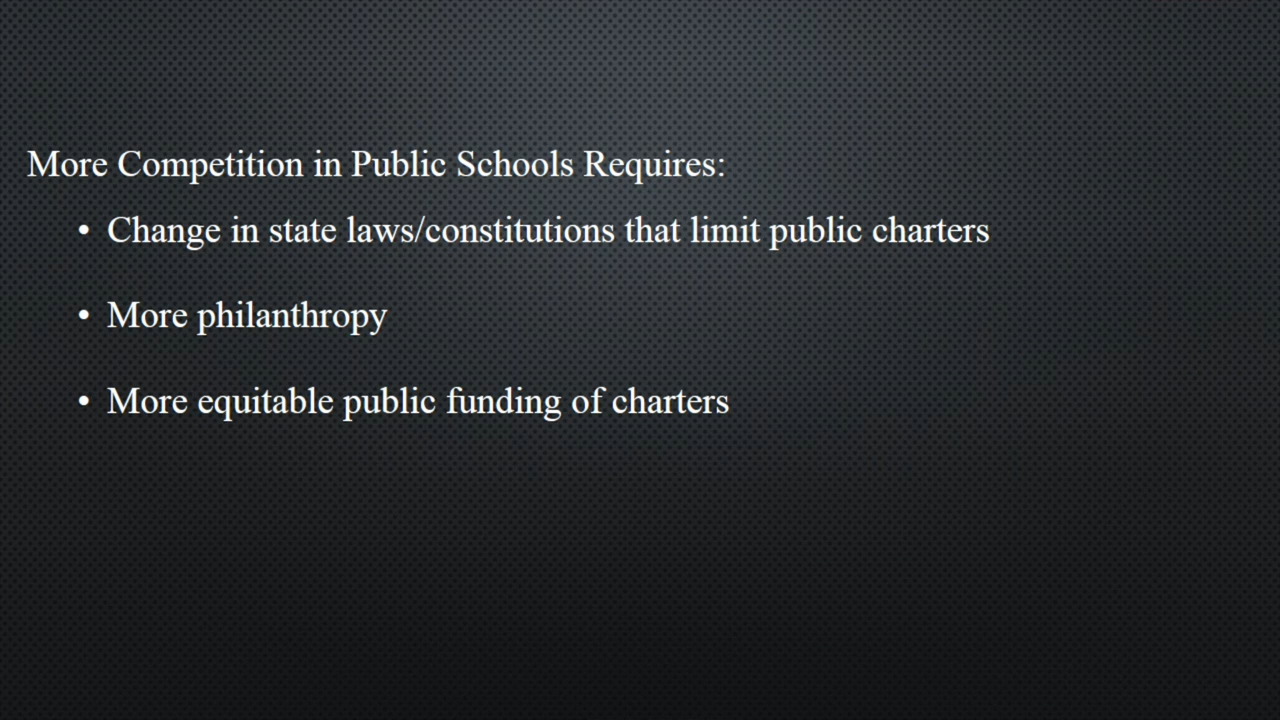 More Competition in Public Schools Requires:
• Change in state laws/constitutions that limit public charters
• More philanthropy
• More equitable public funding of charters